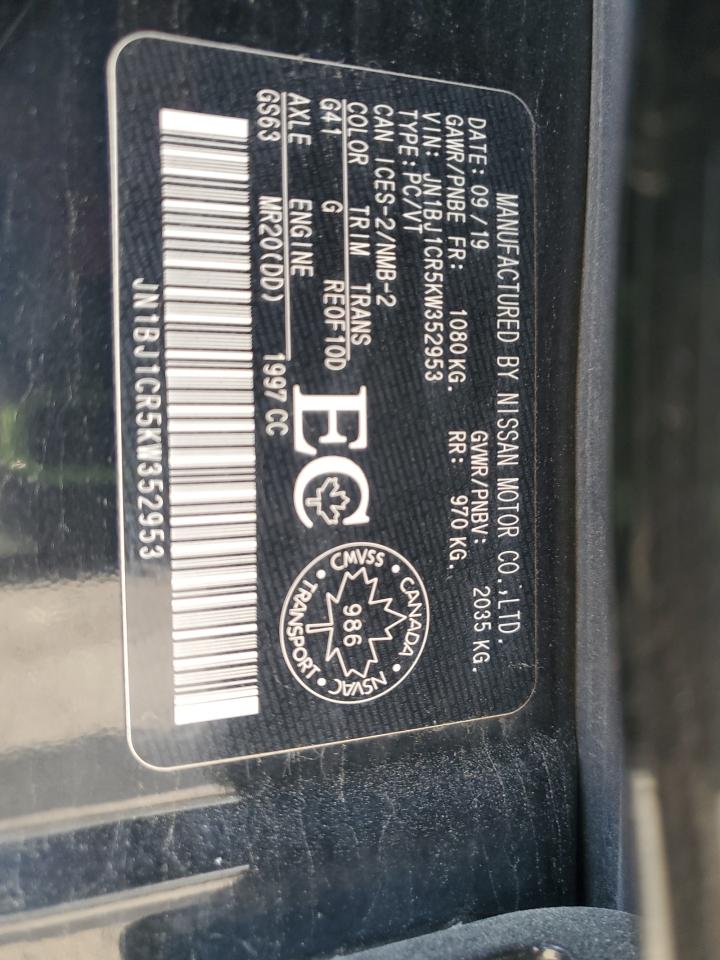 MANUFACTURED BY NISSAN MOTOR CO.,LTD.
DATE: 09/19 GVWR/PNBV: 2035 KG.
GAWR/PNBE FR: 1080 KG. RR: 970 KG.
VIN: JN1BJ1CR5KW352953
TYPE: PC/VT
CAN ICES-2/NMB-2
COLOR TRIM TRANS
G41 G RE0F10D
AXLE ENGINE
GS63 MR20(DD) 1997 CC
EC
CMVSS • CANADA • NSVAC • TRANSPORT •
986
JN1BJ1CR5KW352953